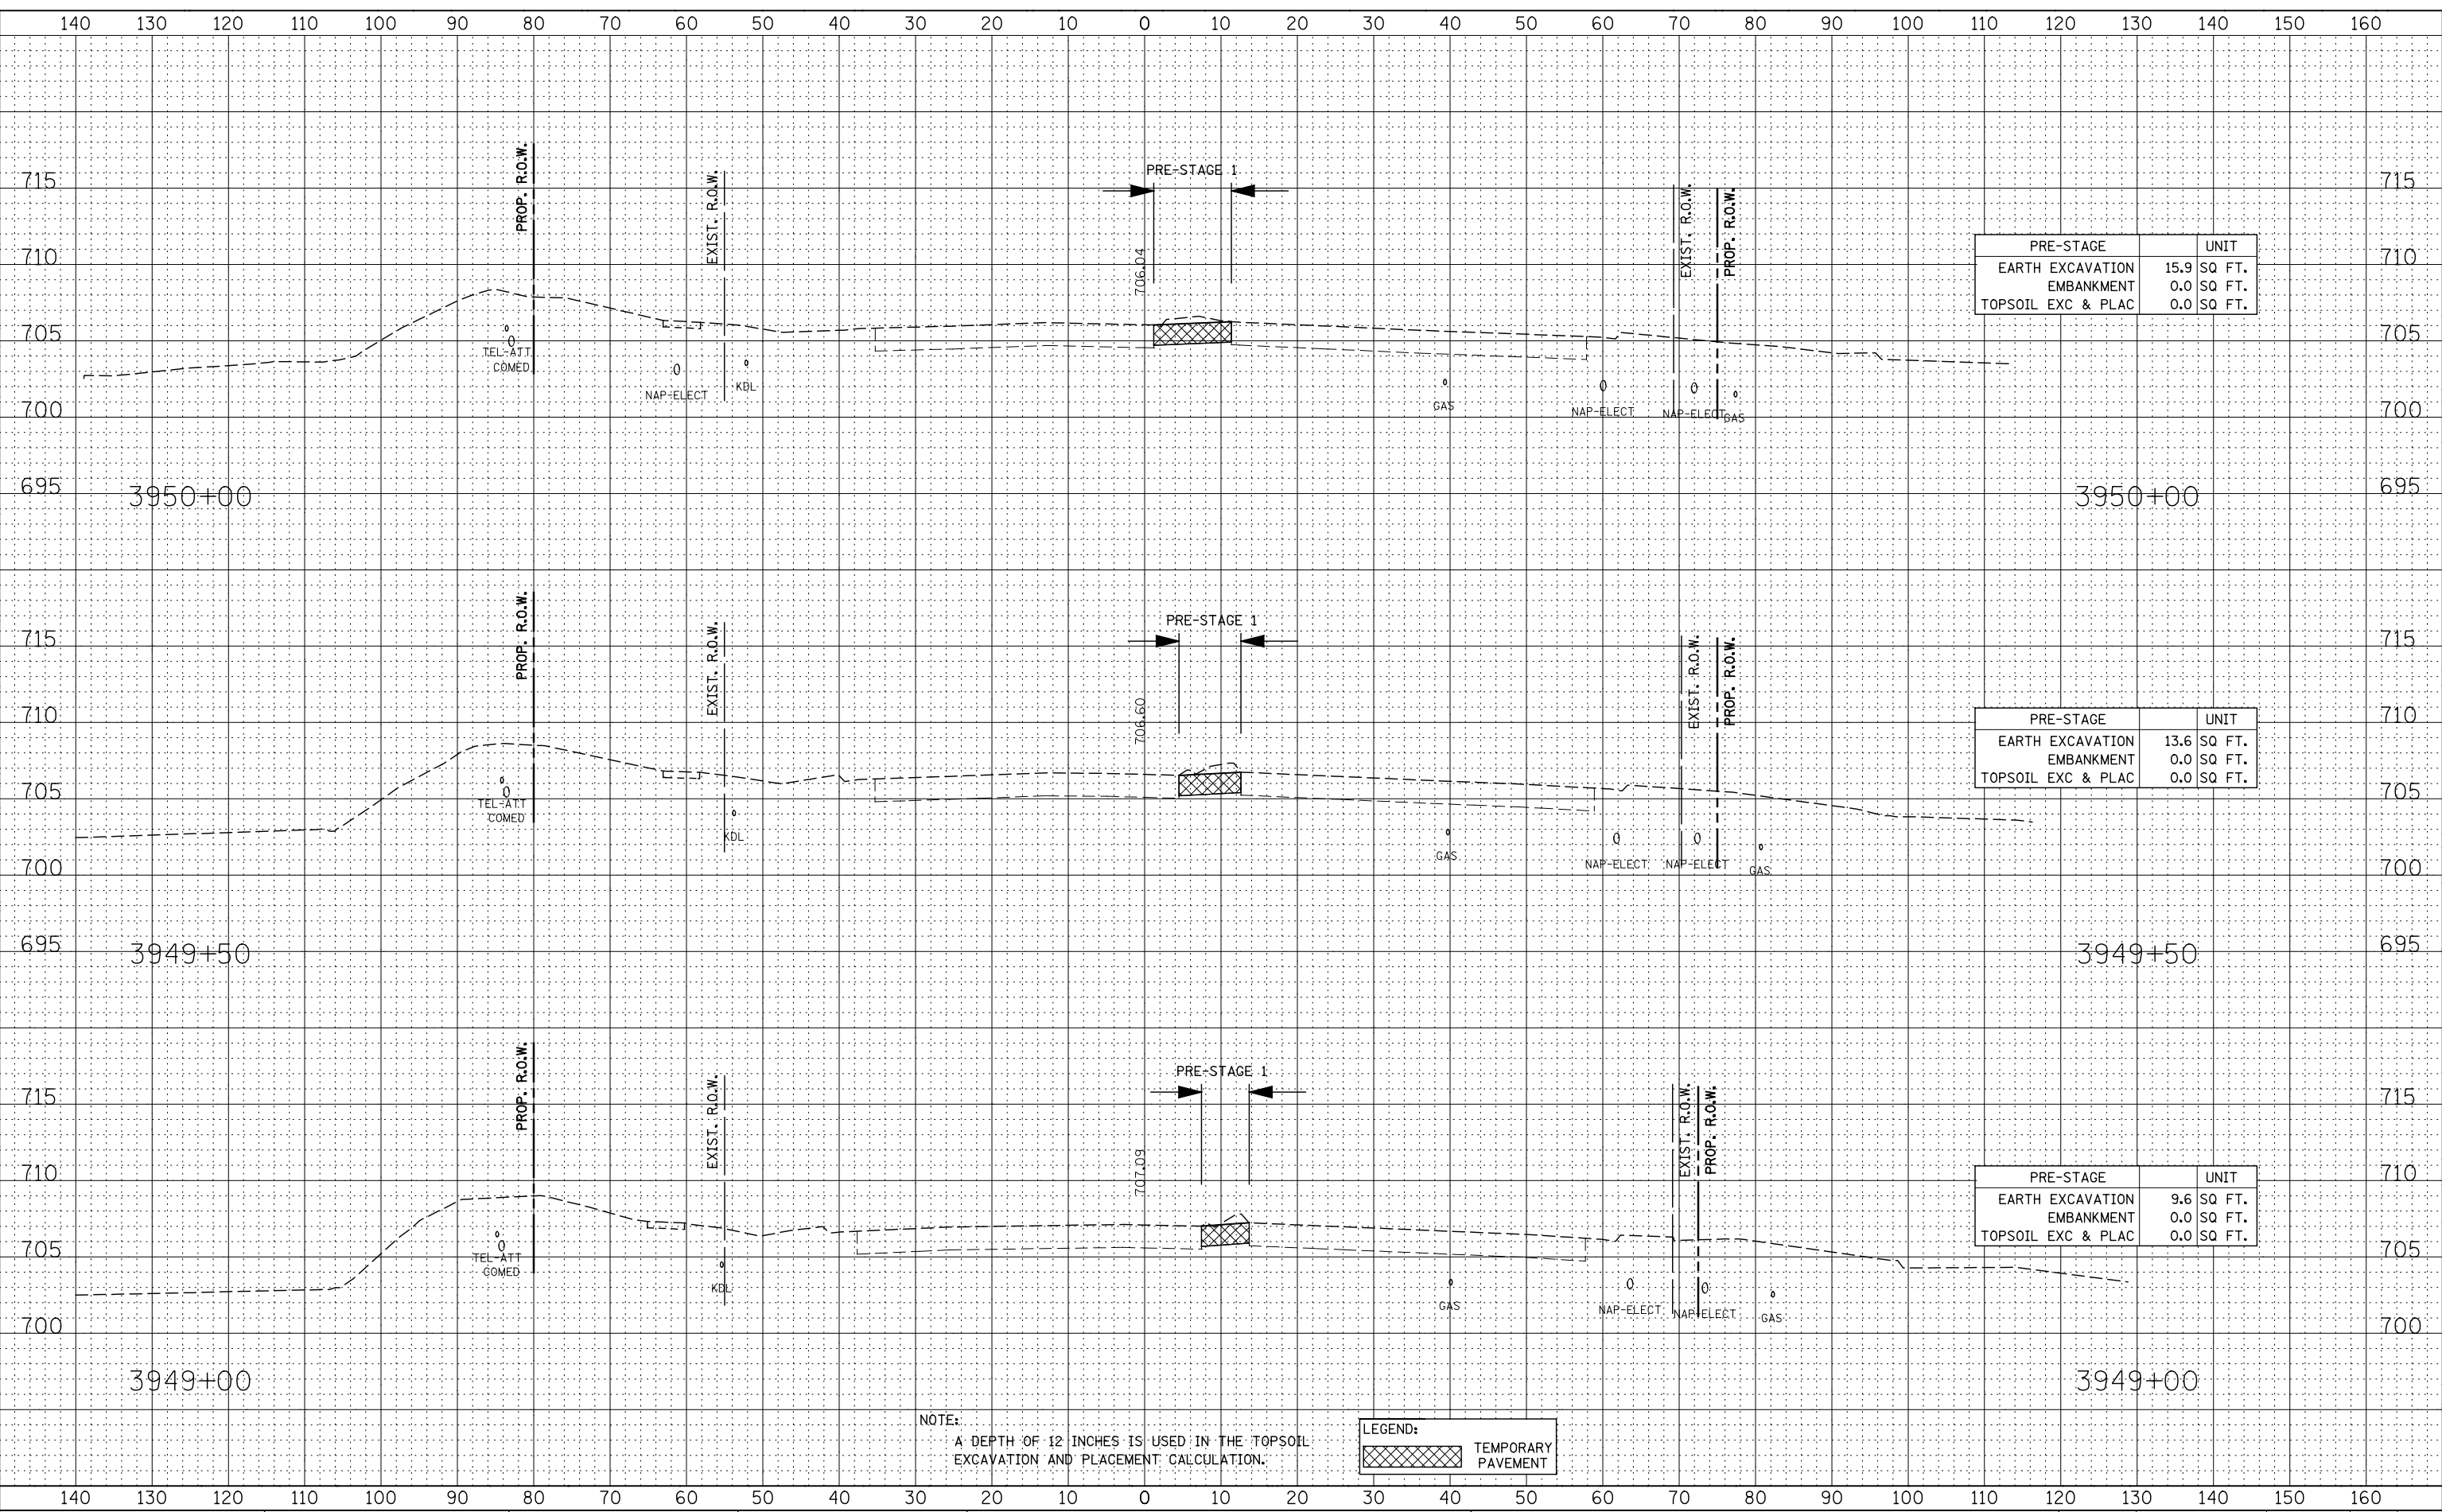 140 130 120 110 100 90 80 70 60 50 40 30 20 10 0 10 20 30 40 50 60 70 80 90 100 110 120 130 140 150 160
PROP. R.O.W.
EXIST. R.O.W.
PRE-STAGE 1
EXIST. R.O.W.
PROP. R.O.W.
715 715
710 710
706.04
PRE-STAGE UNIT
EARTH EXCAVATION 15.9 SQ FT.
EMBANKMENT 0.0 SQ FT.
TOPSOIL EXC & PLAC 0.0 SQ FT.
705 705
TEL-ATT
COMED
NAP-ELECT
KDL
GAS
NAP-ELECT
NAP-ELECT
GAS
700 700
695 695
3950+00 3950+00
PROP. R.O.W.
EXIST. R.O.W.
PRE-STAGE 1
EXIST. R.O.W.
PROP. R.O.W.
715 715
710 710
706.60
PRE-STAGE UNIT
EARTH EXCAVATION 13.6 SQ FT.
EMBANKMENT 0.0 SQ FT.
TOPSOIL EXC & PLAC 0.0 SQ FT.
705 705
TEL-ATT
COMED
KDL
GAS
NAP-ELECT
NAP-ELECT
GAS
700 700
695 695
3949+50 3949+50
PROP. R.O.W.
EXIST. R.O.W.
PRE-STAGE 1
EXIST. R.O.W.
PROP. R.O.W.
715 715
710 710
707.09
PRE-STAGE UNIT
EARTH EXCAVATION 9.6 SQ FT.
EMBANKMENT 0.0 SQ FT.
TOPSOIL EXC & PLAC 0.0 SQ FT.
705 705
TEL-ATT
COMED
KDL
GAS
NAP-ELECT
NAP-ELECT
GAS
700 700
3949+00 3949+00
NOTE:
A DEPTH OF 12 INCHES IS USED IN THE TOPSOIL
EXCAVATION AND PLACEMENT CALCULATION.
LEGEND:
TEMPORARY
PAVEMENT
140 130 120 110 100 90 80 70 60 50 40 30 20 10 0 10 20 30 40 50 60 70 80 90 100 110 120 130 140 150 160